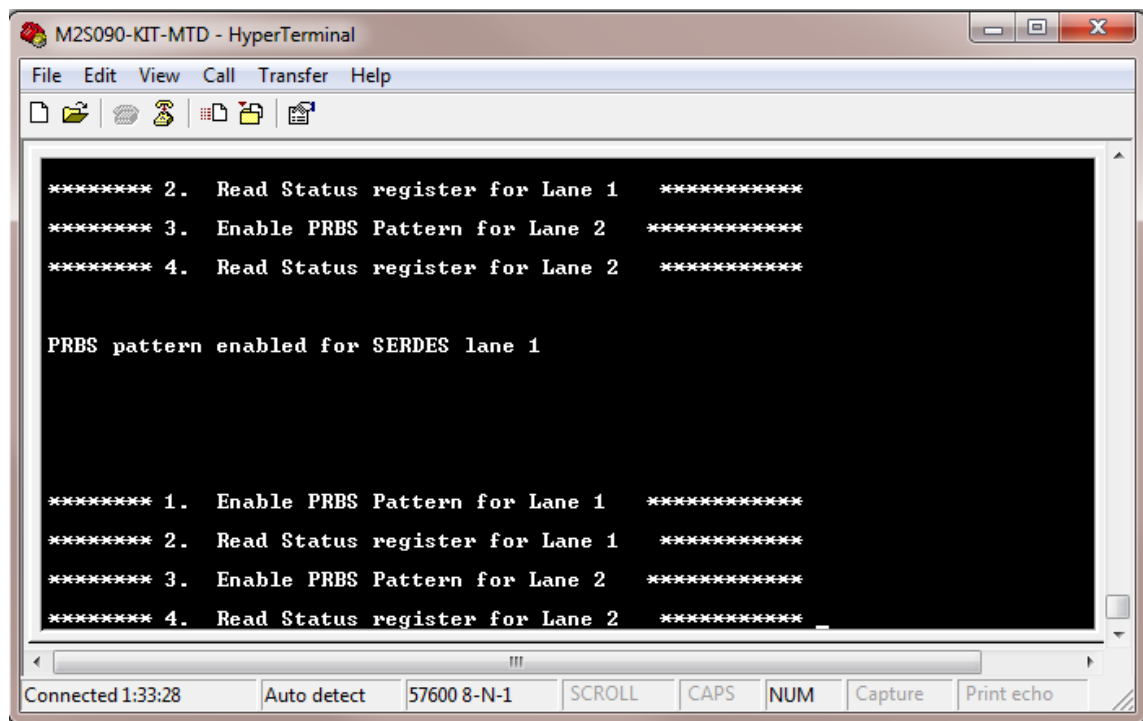 M2S090-KIT-MTD - HyperTerminal
File Edit View Call Transfer Help
******** 2. Read Status register for Lane 1 ***********
******** 3. Enable PRBS Pattern for Lane 2 ************
******** 4. Read Status register for Lane 2 ***********
PRBS pattern enabled for SERDES lane 1
******** 1. Enable PRBS Pattern for Lane 1 ************
******** 2. Read Status register for Lane 1 ***********
******** 3. Enable PRBS Pattern for Lane 2 ************
******** 4. Read Status register for Lane 2 *********** _
Connected 1:33:28 Auto detect 57600 8-N-1 SCROLL CAPS NUM Capture Print echo